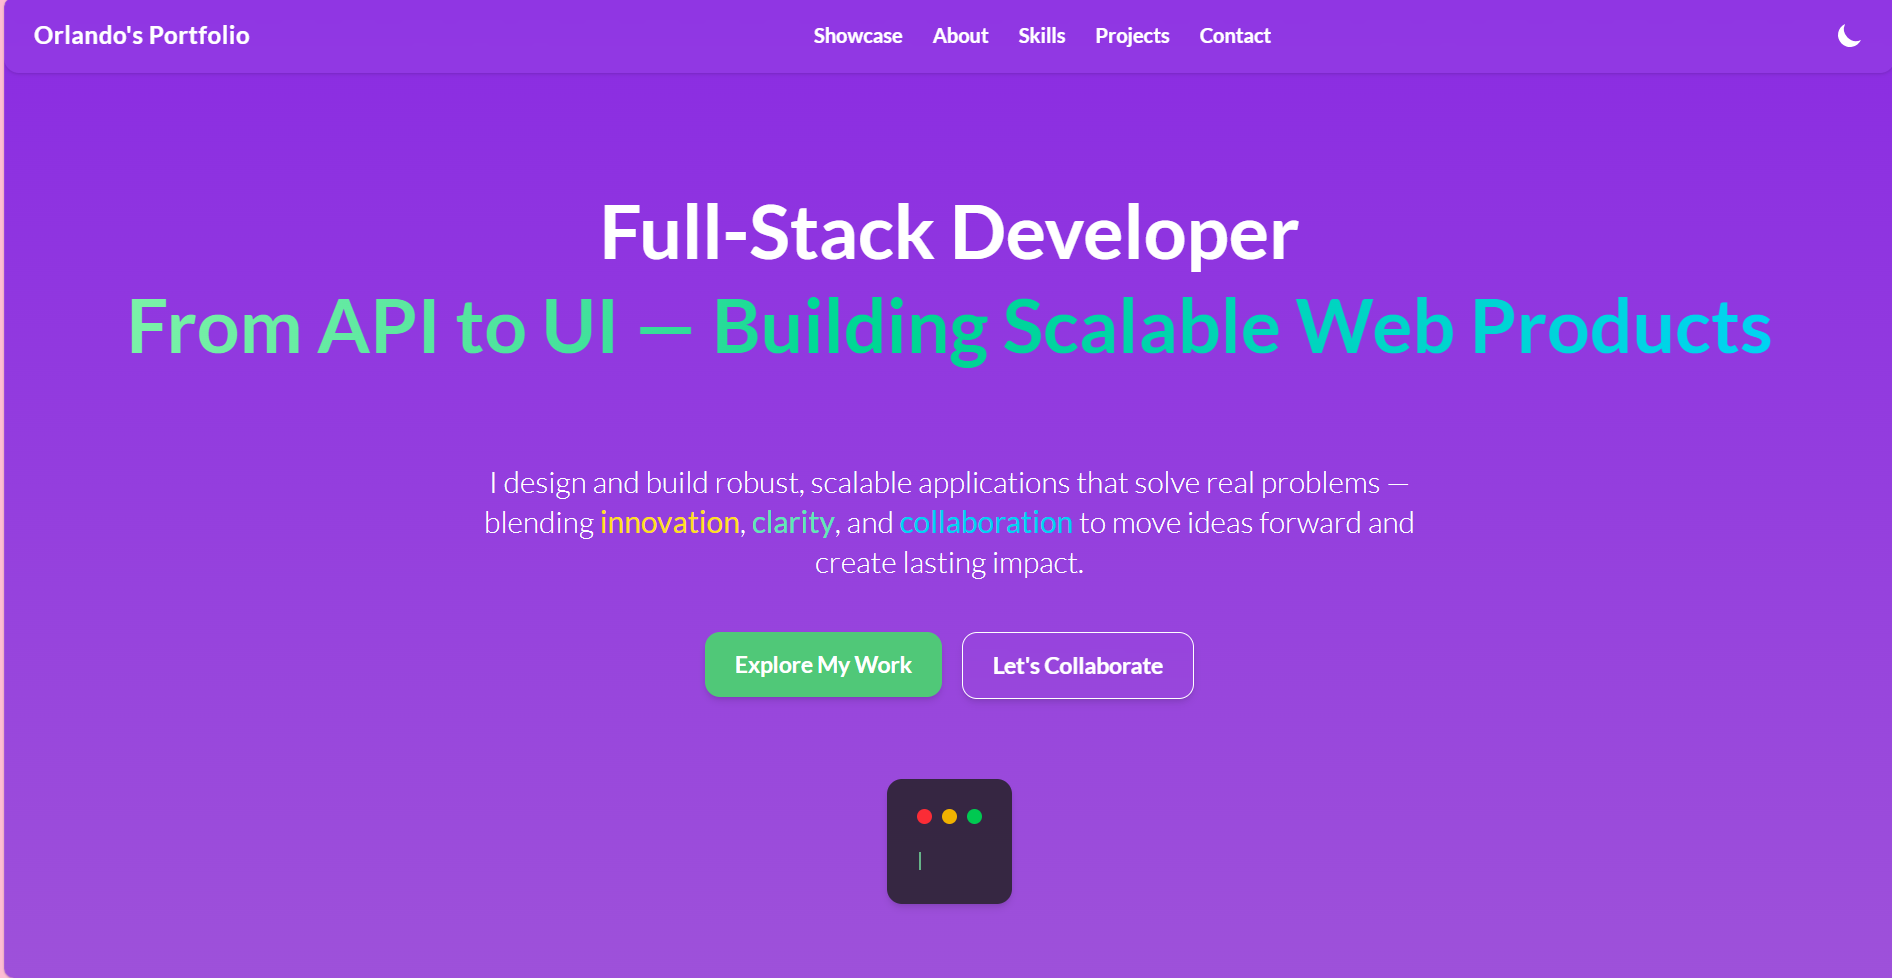 Orlando's Portfolio
Showcase About Skills Projects Contact
Full-Stack Developer
From API to UI — Building Scalable Web Products
I design and build robust, scalable applications that solve real problems —
blending innovation, clarity, and collaboration to move ideas forward and
create lasting impact.
Explore My Work
Let's Collaborate